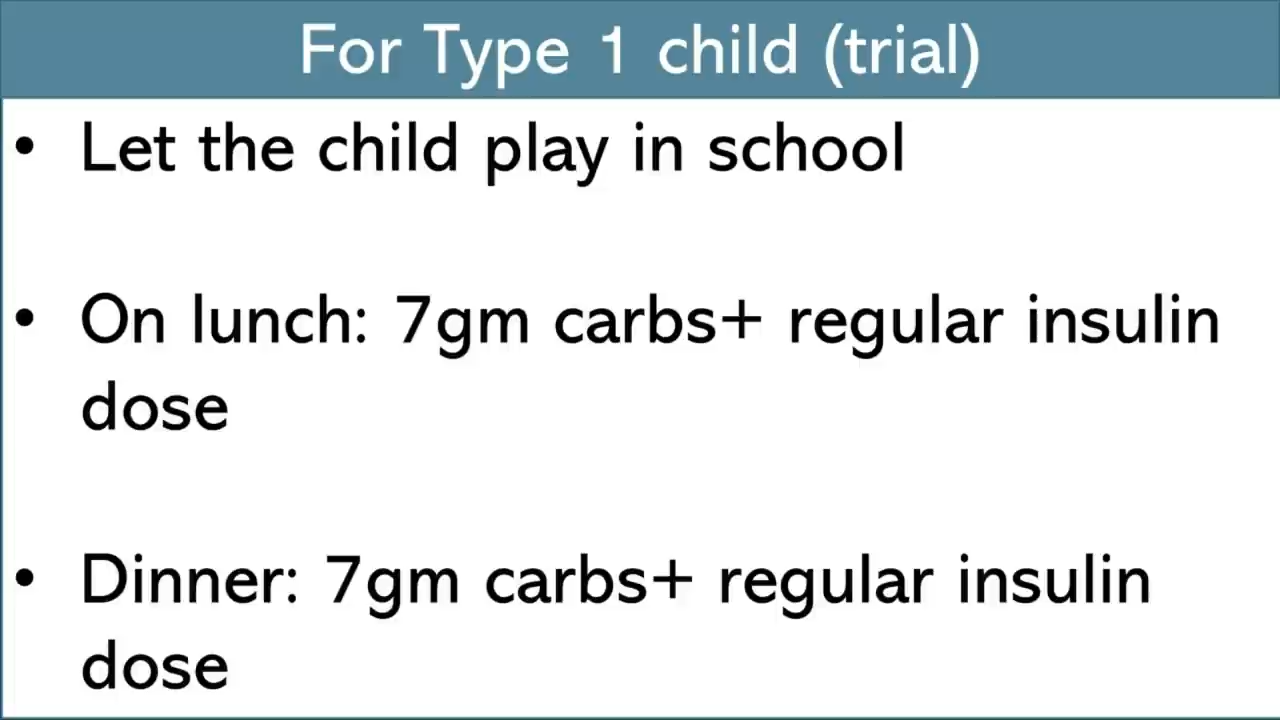 For Type 1 child (trial)
• Let the child play in school
• On lunch: 7gm carbs+ regular insulin
dose
• Dinner: 7gm carbs+ regular insulin
dose